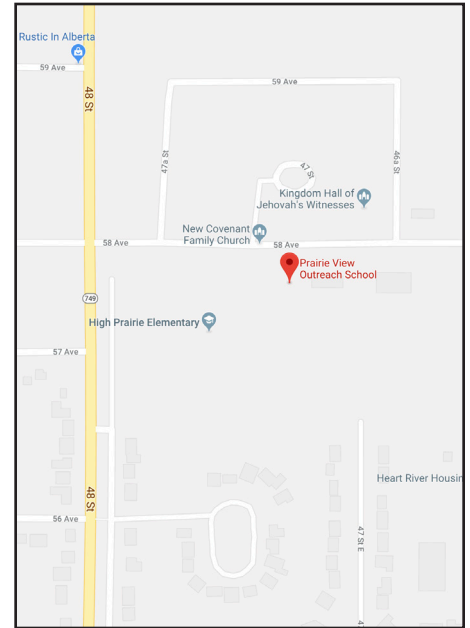 Rustic In Alberta
59 Ave
48 St
59 Ave
47a St
47 St
46a St
Kingdom Hall of
Jehovah's Witnesses
New Covenant
Family Church
58 Ave
58 Ave
Prairie View
Outreach School
749
High Prairie Elementary
57 Ave
Heart River Housin
48 St
56 Ave
47 St E